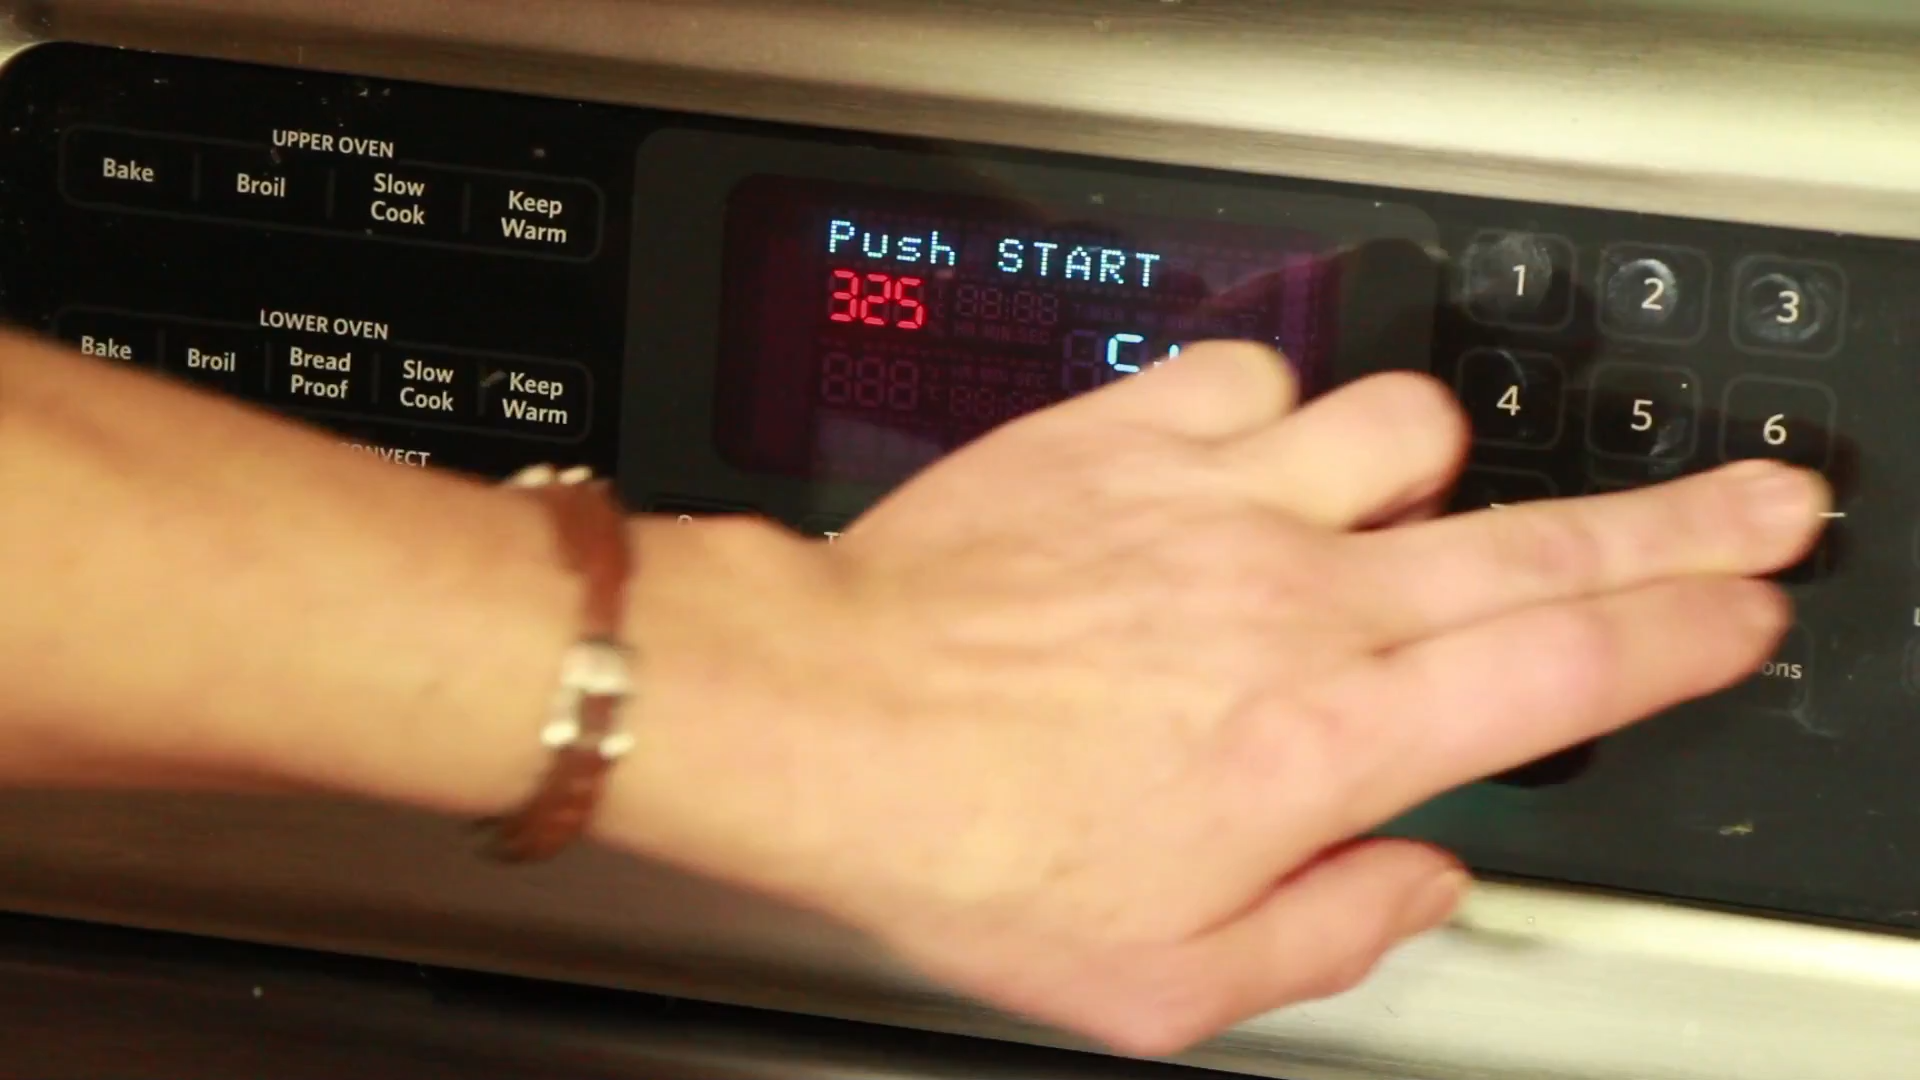 UPPER OVEN
Bake
Broil
Slow
Cook
Keep
Warm
LOWER OVEN
Bake
Broil
Bread
Proof
Slow
Cook
Keep
Warm
Push START
325
1
2
3
4
5
6